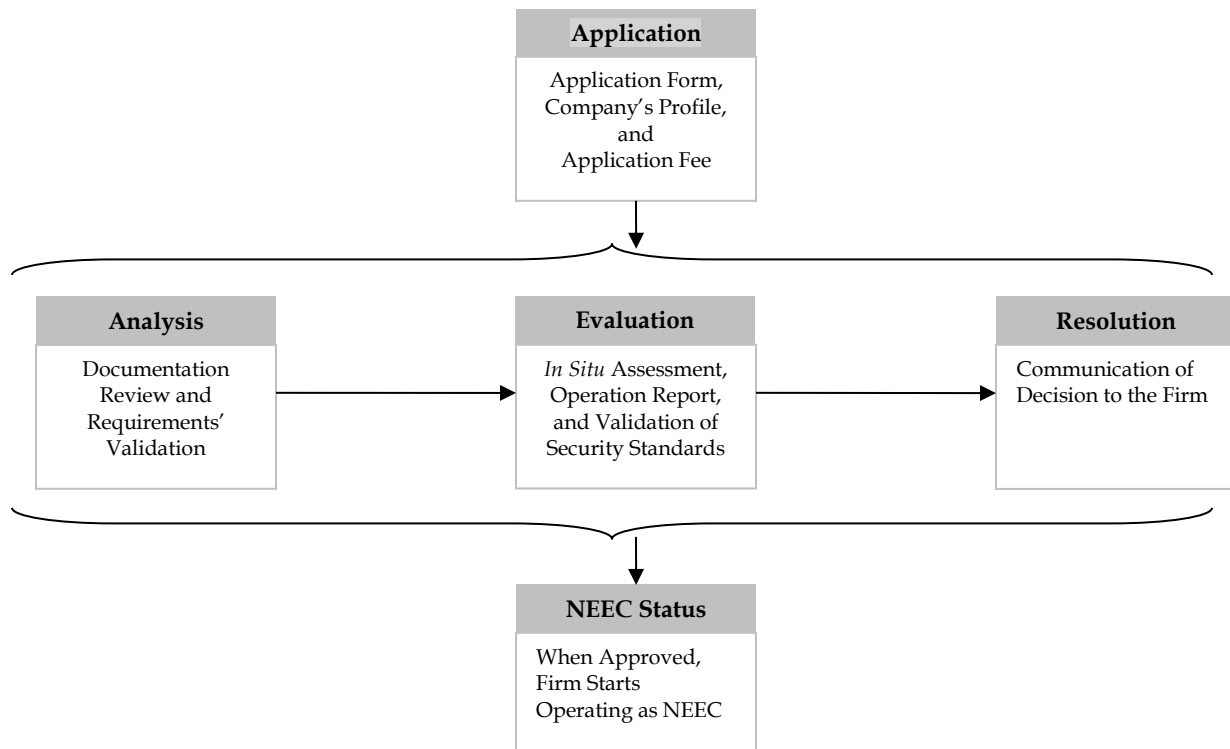 Application
Application Form,
Company’s Profile,
and
Application Fee
Analysis
Documentation
Review and
Requirements’
Validation
Evaluation
In Situ Assessment,
Operation Report,
and Validation of
Security Standards
Resolution
Communication of
Decision to the Firm
NEEC Status
When Approved,
Firm Starts
Operating as NEEC